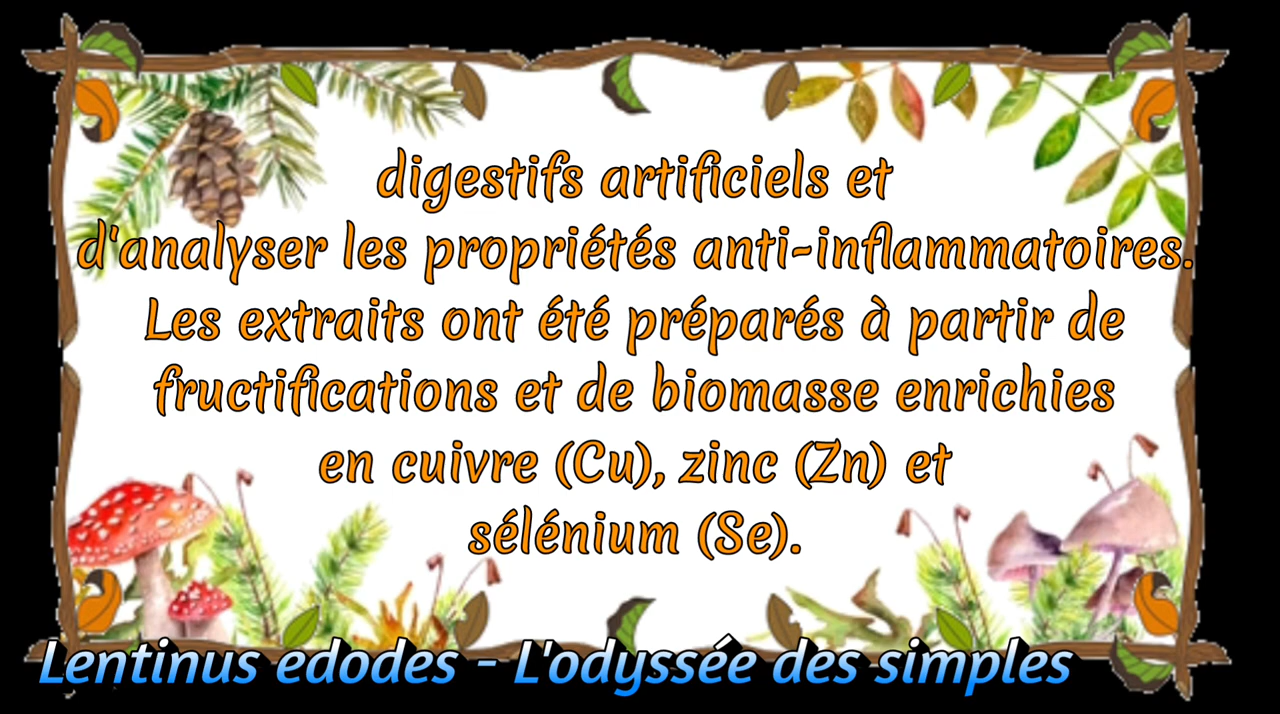 digestifs artificiels et
d'analyser les propriétés anti-inflammatoires.
Les extraits ont été préparés à partir de
fructifications et de biomasse enrichies
en cuivre (Cu), zinc (Zn) et
sélénium (Se).
Lentinus edodes - L'odyssée des simples